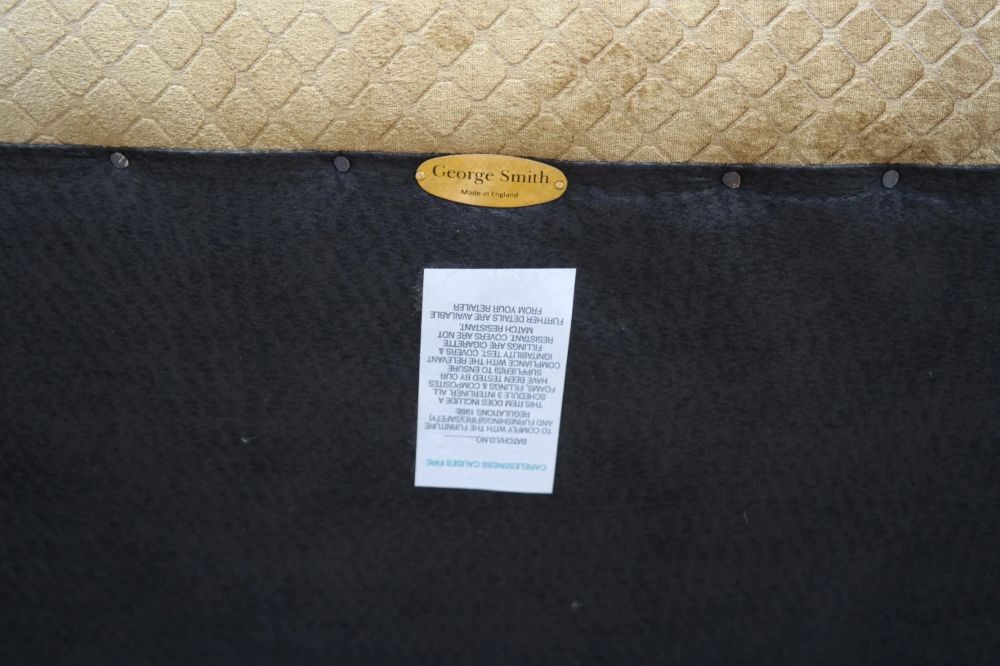 George Smith
Made in England
CARELESSNESS CAUSES FIRE
BATCH/I.D NO.
TO COMPLY WITH THE FURNITURE
AND FURNISHINGS(FIRE)(SAFETY)
REGULATIONS 1988:
THIS ITEM DOES INCLUDE A
SCHEDULE 3 INTERLINER. ALL
FOAMS, FILLINGS & COMPOSITES
HAVE BEEN TESTED BY OUR
SUPPLIER(S) TO ENSURE
COMPLIANCE WITH THE RELEVANT
IGNITABILITY TEST. COVERS &
FILLINGS ARE CIGARETTE
RESISTANT. COVERS ARE NOT
MATCH RESISTANT.
FURTHER DETAILS ARE AVAILABLE
FROM YOUR RETAILER